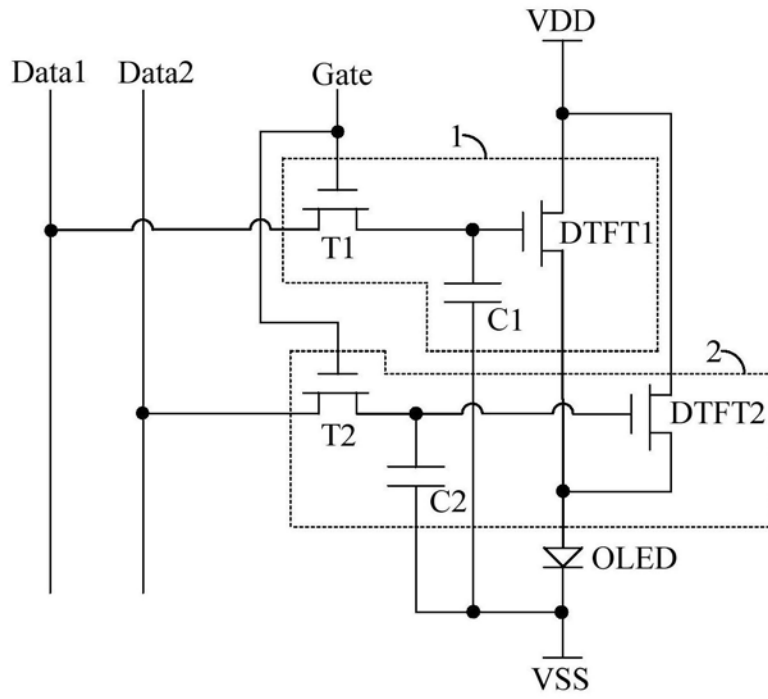 VDD
Data1 Data2 Gate
1
T1 DTFT1
C1
2
T2 DTFT2
C2
OLED
VSS